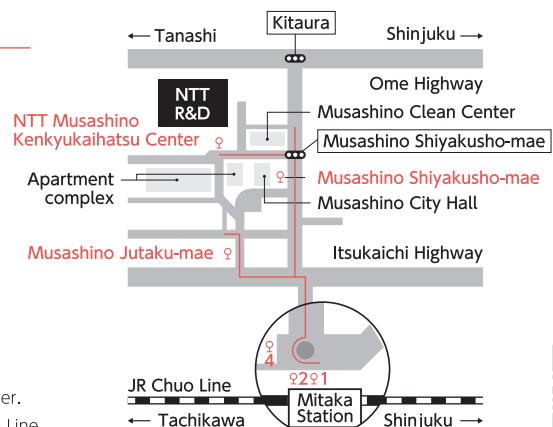 Kitaura
← Tanashi
Shinjuku →
Ome Highway
NTT
R&D
Musashino Clean Center
NTT Musashino
Kenkyukaihatsu Center
Musashino Shiyakusho-mae
Apartment
complex
Musashino Shiyakusho-mae
Musashino City Hall
Musashino Jutaku-mae
Itsukaichi Highway
4
2 1
JR Chuo Line
er.
Line
Mitaka
Station
← Tachikawa
Shinjuku →